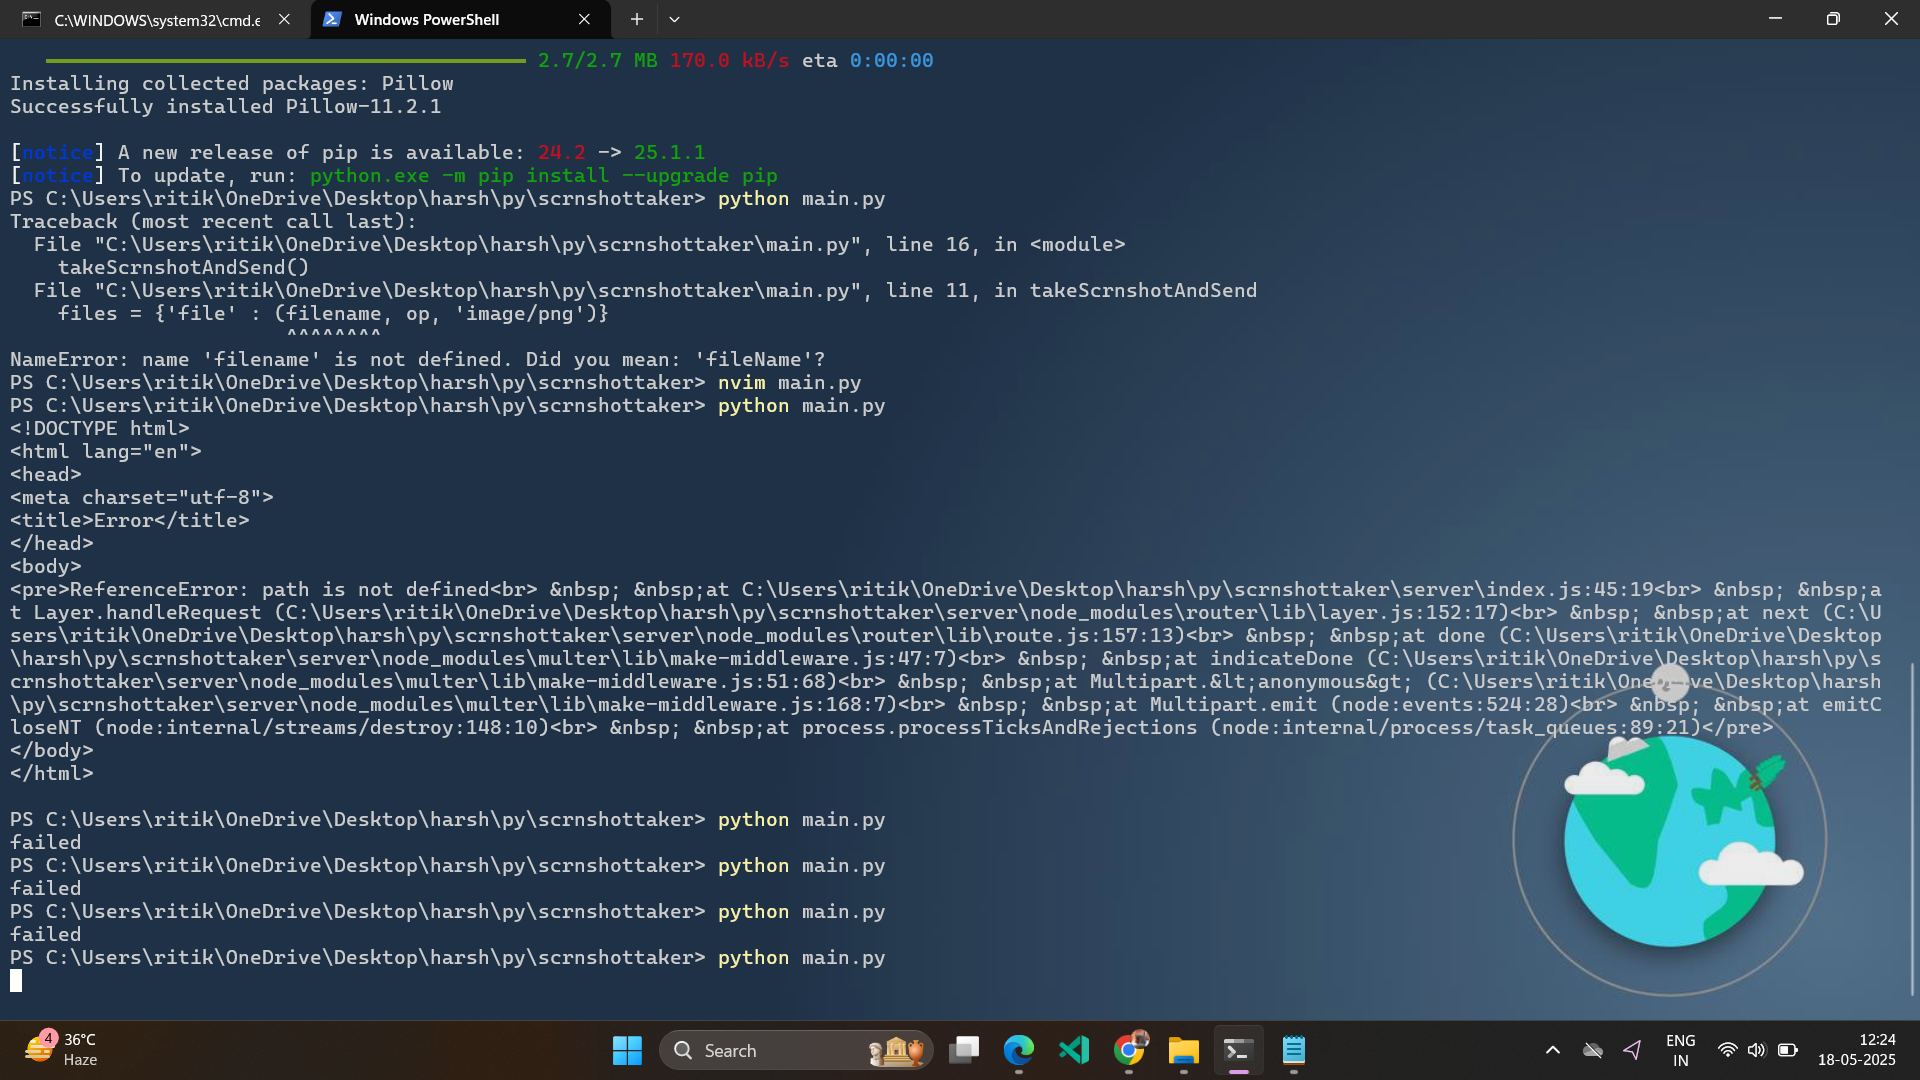 C:\WINDOWS\system32\cmd.e
Windows PowerShell
2.7/2.7 MB 170.0 kB/s eta 0:00:00
Installing collected packages: Pillow
Successfully installed Pillow-11.2.1
[notice] A new release of pip is available: 24.2 -> 25.1.1
[notice] To update, run: python.exe -m pip install --upgrade pip
PS C:\Users\ritik\OneDrive\Desktop\harsh\py\scrnshottaker> python main.py
Traceback (most recent call last):
  File "C:\Users\ritik\OneDrive\Desktop\harsh\py\scrnshottaker\main.py", line 16, in <module>
    takeScrnshotAndSend()
  File "C:\Users\ritik\OneDrive\Desktop\harsh\py\scrnshottaker\main.py", line 11, in takeScrnshotAndSend
    files = {'file' : (filename, op, 'image/png')}
                       ^^^^^^^^
NameError: name 'filename' is not defined. Did you mean: 'fileName'?
PS C:\Users\ritik\OneDrive\Desktop\harsh\py\scrnshottaker> nvim main.py
PS C:\Users\ritik\OneDrive\Desktop\harsh\py\scrnshottaker> python main.py
<!DOCTYPE html>
<html lang="en">
<head>
<meta charset="utf-8">
<title>Error</title>
</head>
<body>
<pre>ReferenceError: path is not defined<br> &nbsp; &nbsp;at C:\Users\ritik\OneDrive\Desktop\harsh\py\scrnshottaker\server\index.js:45:19<br> &nbsp; &nbsp;a
t Layer.handleRequest (C:\Users\ritik\OneDrive\Desktop\harsh\py\scrnshottaker\server\node_modules\router\lib\layer.js:152:17)<br> &nbsp; &nbsp;at next (C:\U
sers\ritik\OneDrive\Desktop\harsh\py\scrnshottaker\server\node_modules\router\lib\route.js:157:13)<br> &nbsp; &nbsp;at done (C:\Users\ritik\OneDrive\Desktop
\harsh\py\scrnshottaker\server\node_modules\multer\lib\make-middleware.js:47:7)<br> &nbsp; &nbsp;at indicateDone (C:\Users\ritik\OneDrive\Desktop\harsh\py\s
crnshottaker\server\node_modules\multer\lib\make-middleware.js:51:68)<br> &nbsp; &nbsp;at Multipart.&lt;anonymous&gt; (C:\Users\ritik\OneDrive\Desktop\harsh
\py\scrnshottaker\server\node_modules\multer\lib\make-middleware.js:168:7)<br> &nbsp; &nbsp;at Multipart.emit (node:events:524:28)<br> &nbsp; &nbsp;at emitC
loseNT (node:internal/streams/destroy:148:10)<br> &nbsp; &nbsp;at process.processTicksAndRejections (node:internal/process/task_queues:89:21)</pre>
</body>
</html>
PS C:\Users\ritik\OneDrive\Desktop\harsh\py\scrnshottaker> python main.py
failed
PS C:\Users\ritik\OneDrive\Desktop\harsh\py\scrnshottaker> python main.py
failed
PS C:\Users\ritik\OneDrive\Desktop\harsh\py\scrnshottaker> python main.py
failed
PS C:\Users\ritik\OneDrive\Desktop\harsh\py\scrnshottaker> python main.py
4
36°C
Haze
Search
ENG
IN
12:24
18-05-2025